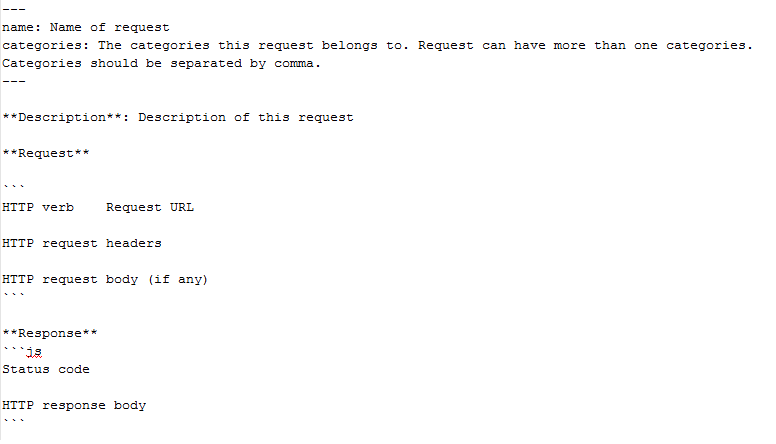 ---
name: Name of request
categories: The categories this request belongs to. Request can have more than one categories.
Categories should be separated by comma.
---
**Description**: Description of this request
**Request**
```
HTTP verb    Request URL
HTTP request headers
HTTP request body (if any)
```
**Response**
```js
Status code
HTTP response body
```